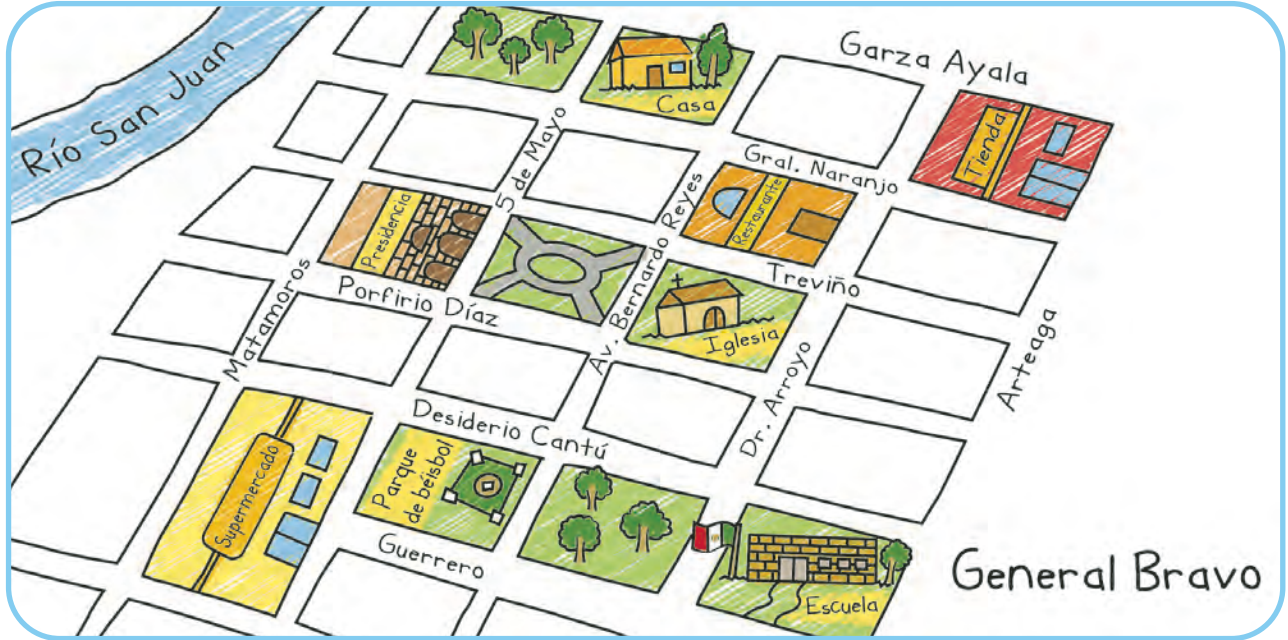 Río San Juan
Casa
Garza Ayala
Tienda
5 de Mayo
Gral. Naranjo
Restaurante
Av. Bernardo Reyes
Presidencia
Treviño
Matamoros
Porfirio Díaz
Iglesia
Arteaga
Dr. Arroyo
Desiderio Cantú
Supermercado
Parque
de béisbol
Guerrero
Escuela
General Bravo